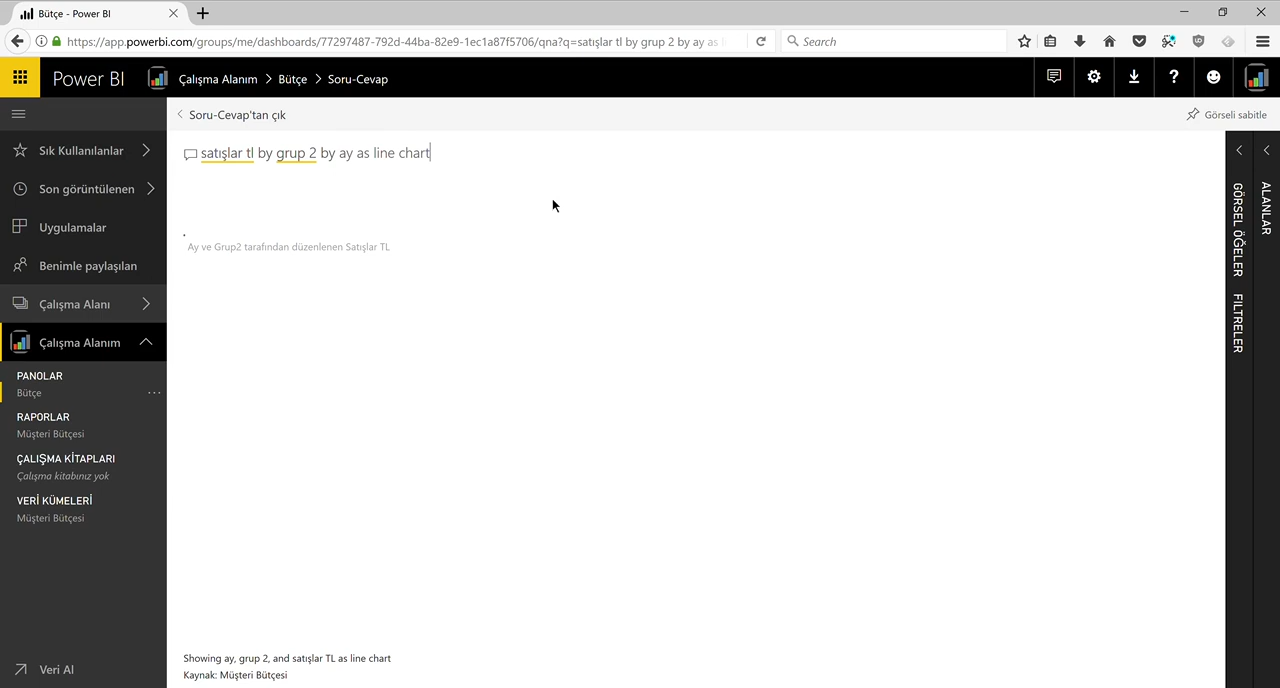 Bütçe - Power BI
https://app.powerbi.com/groups/me/dashboards/77297487-792d-44ba-82e9-1ec1a87f5706/qna?q=satışlar tl by grup 2 by ay as
Search
Power BI
Çalışma Alanım > Bütçe > Soru-Cevap
Soru-Cevap'tan çık
Görseli sabitle
Sık Kullanılanlar
Son görüntülenen
Uygulamalar
Benimle paylaşılan
Çalışma Alanı
Çalışma Alanım
PANOLAR
Bütçe
RAPORLAR
Müşteri Bütçesi
ÇALIŞMA KİTAPLARI
Çalışma kitabınız yok
VERİ KÜMELERİ
Müşteri Bütçesi
Veri Al
satışlar tl by grup 2 by ay as line chart
Ay ve Grup2 tarafından düzenlenen Satışlar TL
Showing ay, grup 2, and satışlar TL as line chart
Kaynak: Müşteri Bütçesi
GÖRSEL ÖĞELER
FILTRELER
ALANLAR